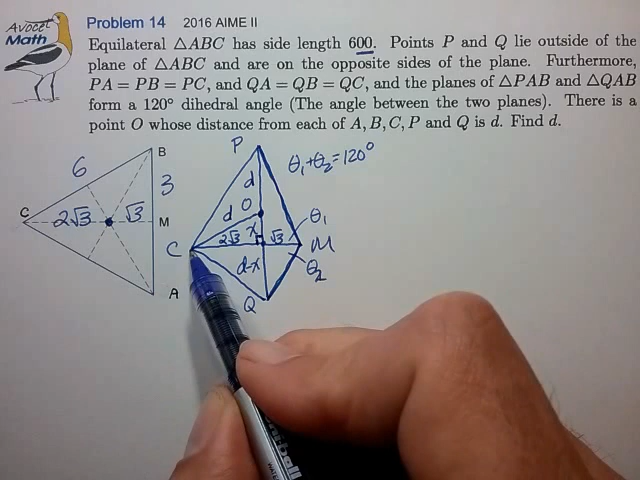 Avocet
Math
Problem 14 2016 AIME II
Equilateral △ABC has side length 600. Points P and Q lie outside of the
plane of △ABC and are on the opposite sides of the plane. Furthermore,
PA = PB = PC, and QA = QB = QC, and the planes of △PAB and △QAB
form a 120° dihedral angle (The angle between the two planes). There is a
point O whose distance from each of A, B, C, P and Q is d. Find d.
B
6
3
C
2√3
√3
M
A
P
θ₁+θ₂=120°
d
O
d
x
θ₁
2√3
√3
M
C
d-x
θ₂
Q
WATE